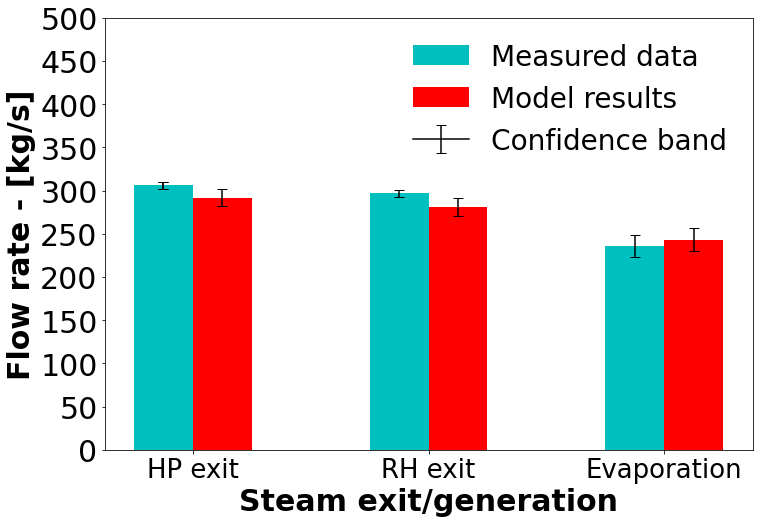 500
450
400
350
300
250
200
150
100
50
0
Flow rate - [kg/s]
Measured data
Model results
Confidence band
HP exit
RH exit
Evaporation
Steam exit/generation